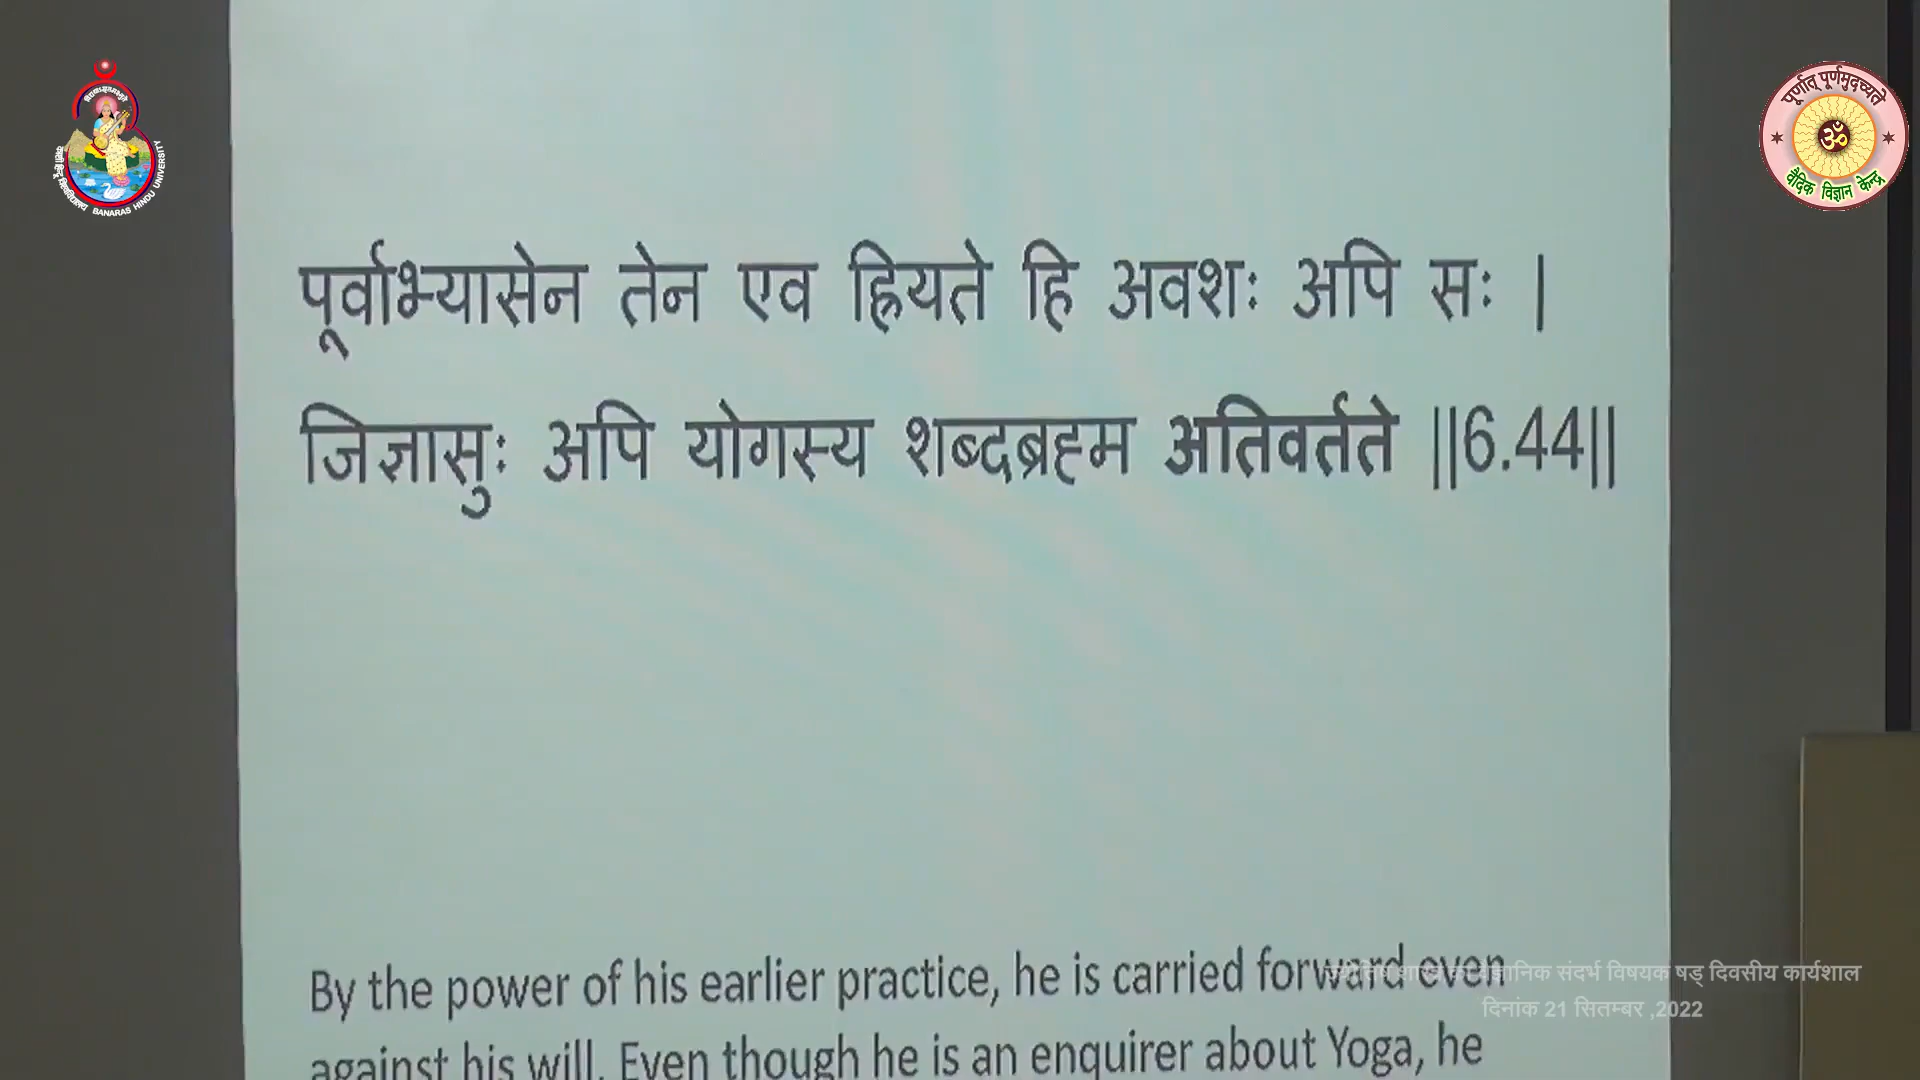 पूर्वाभ्यासेन तेन एव ह्रियते हि अवशः अपि सः |
जिज्ञासुः अपि योगस्य शब्दब्रह्म अतिवर्तते ||6.44||
By the power of his earlier practice, he is carried forward even
against his will. Even though he is an enquirer about Yoga, he
संदर्भ विषयक षड् दिवसीय कार्यशाल
दिनांक 21 सितम्बर ,2022
BANARAS HINDU UNIVERSITY
पूर्णात् पूर्णमुदच्यते
ॐ
वैदिक विज्ञान केन्द्र